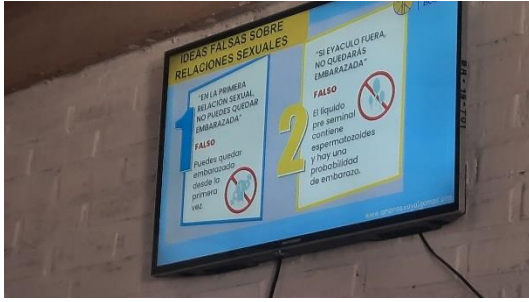 IDEAS FALSAS SOBRE
RELACIONES SEXUALES
1
"EN LA PRIMERA
RELACIÓN SEXUAL,
NO PUEDES QUEDAR
EMBARAZADA"
FALSO
Puedes quedar
embarazada
desde la
primera
vez.
2
"SI EYACULO FUERA,
NO QUEDARÁS
EMBARAZADA"
FALSO
El líquido
pre seminal
contiene
espermatozoides
y hay una
probabilidad
de embarazo.